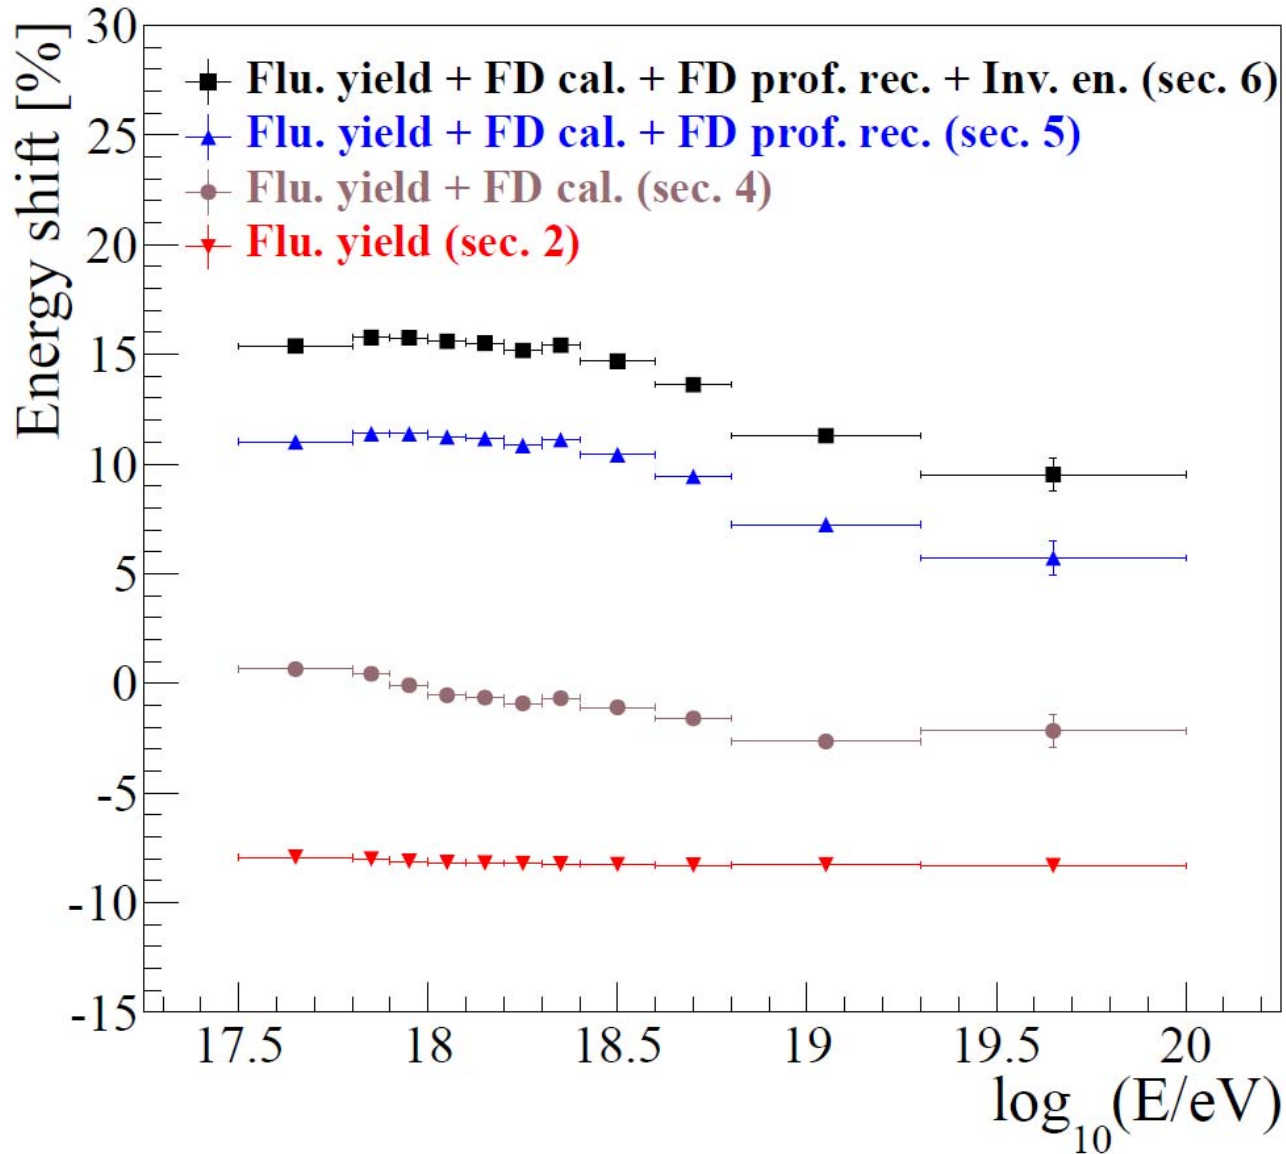 Energy shift [%]
30
25
20
15
10
5
0
-5
-10
-15
Flu. yield + FD cal. + FD prof. rec. + Inv. en. (sec. 6)
Flu. yield + FD cal. + FD prof. rec. (sec. 5)
Flu. yield + FD cal. (sec. 4)
Flu. yield (sec. 2)
17.5 18 18.5 19 19.5 20
log10(E/eV)